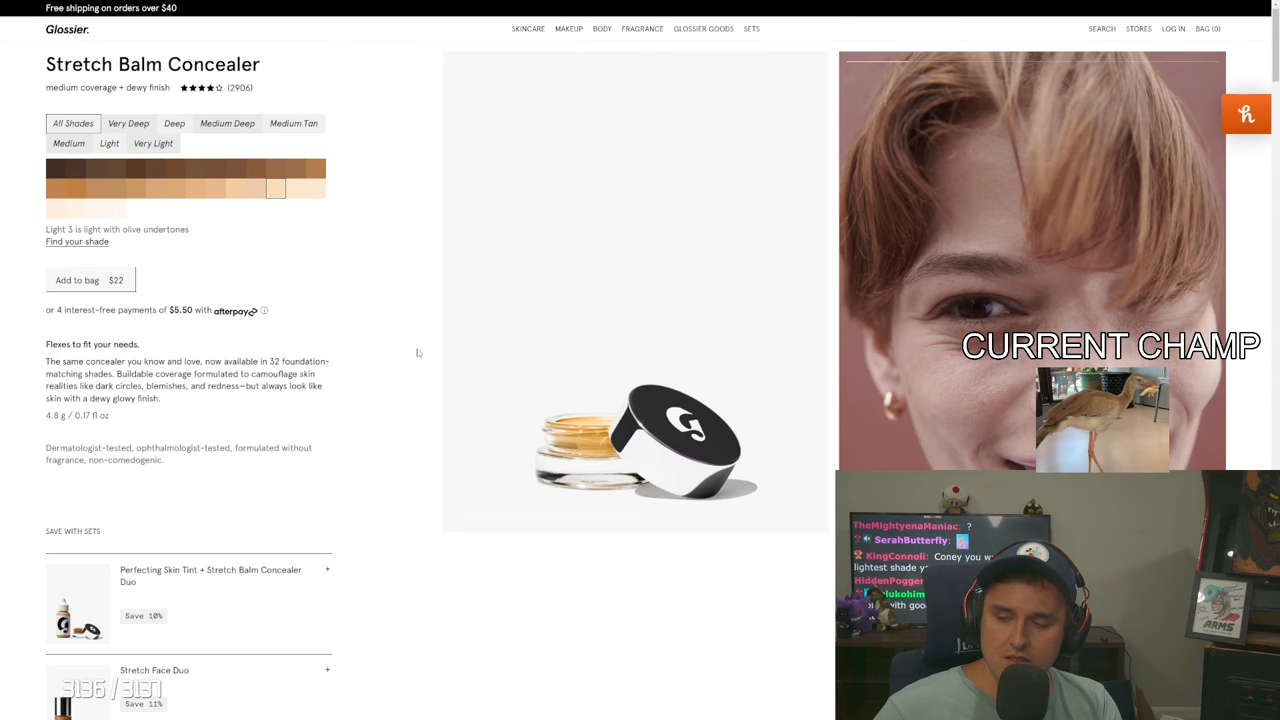 Free shipping on orders over $40
Glossier.
SKINCARE MAKEUP BODY FRAGRANCE GLOSSIER GOODS SETS
SEARCH STORES LOG IN BAG (0)
Stretch Balm Concealer
medium coverage + dewy finish ★★★★☆ (2906)
All Shades Very Deep Deep Medium Deep Medium Tan
Medium Light Very Light
Light 3 is light with olive undertones
Find your shade
Add to bag $22
or 4 interest-free payments of $5.50 with afterpay
Flexes to fit your needs.
The same concealer you know and love, now available in 32 foundation-
matching shades. Buildable coverage formulated to camouflage skin
realities like dark circles, blemishes, and redness—but always look like
skin with a dewy glowy finish.
4.8 g / 0.17 fl oz
Dermatologist-tested, ophthalmologist-tested, formulated without
fragrance, non-comedogenic.
SAVE WITH SETS
Perfecting Skin Tint + Stretch Balm Concealer
Duo
+
Save 10%
Stretch Face Duo
+
Save 11%
3136 / 3137
h
CURRENT CHAMP
TheMightyenaManiac: ?
SerahButterfly:
KingConnoli: Coney you w
lightest shade
HiddenPogger
with goo
ARMS